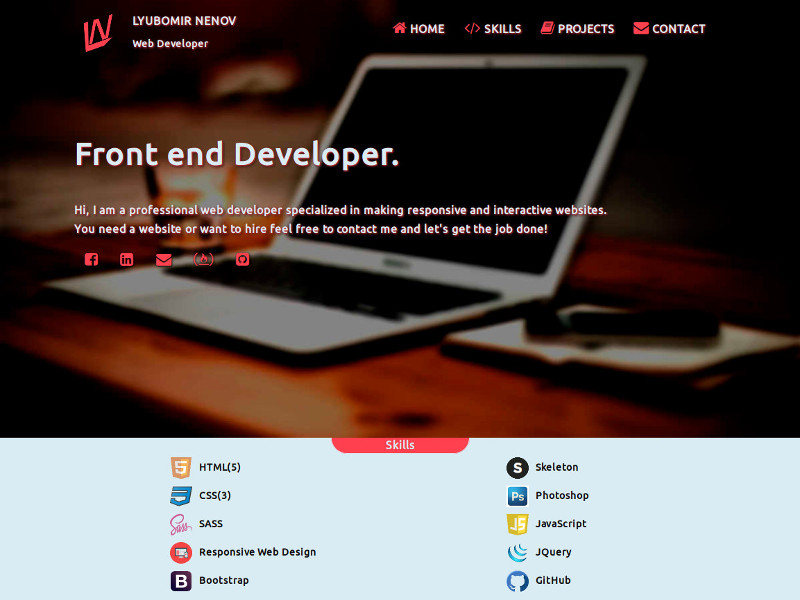 LYUBOMIR NENOV
Web Developer
HOME
SKILLS
PROJECTS
CONTACT
Front end Developer.
Hi, I am a professional web developer specialized in making responsive and interactive websites.
You need a website or want to hire feel free to contact me and let's get the job done!
Skills
HTML(5)
CSS(3)
SASS
Responsive Web Design
Bootstrap
Skeleton
Photoshop
JavaScript
JQuery
GitHub